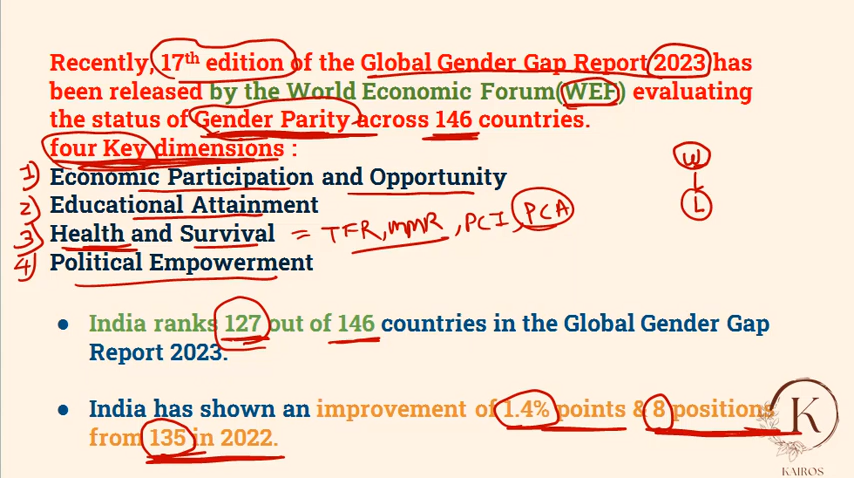 Recently, 17th edition of the Global Gender Gap Report 2023 has
been released by the World Economic Forum(WEF) evaluating
the status of Gender Parity across 146 countries.
four Key dimensions :
1) Economic Participation and Opportunity
2) Educational Attainment
3) Health and Survival = TFR, MMR, PCI, PCA
4) Political Empowerment
W
L
● India ranks 127 out of 146 countries in the Global Gender Gap
Report 2023.
● India has shown an improvement of 1.4% points & 8 positions
from 135 in 2022.
K
KAIROS